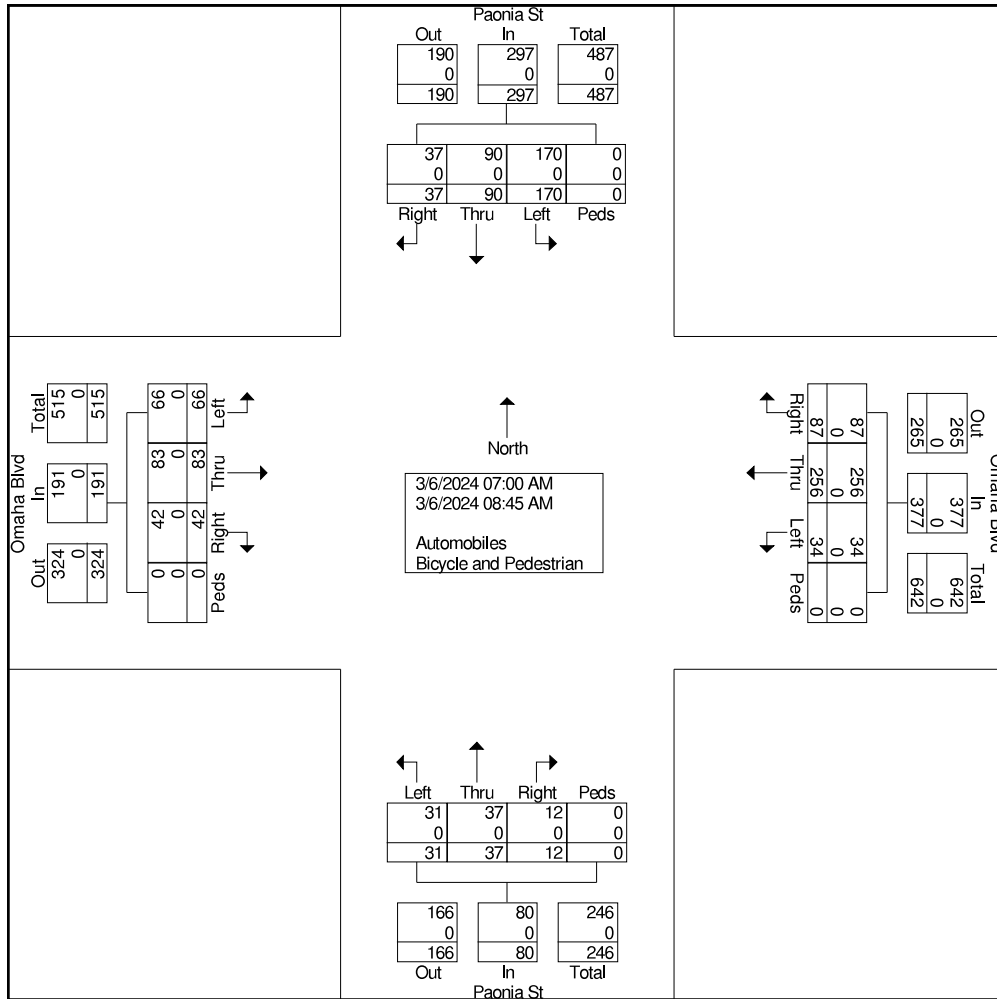 Paonia St
Out In Total
190 297 487
0 0 0
190 297 487
37 90 170 0
0 0 0 0
37 90 170 0
Right Thru Left Peds
Omaha Blvd
Total In Out
515 191 324
0 0 0
515 191 324
66 83 42 0
0 0 0 0
66 83 42 0
Left Thru Right Peds
North
3/6/2024 07:00 AM
3/6/2024 08:45 AM
Automobiles
Bicycle and Pedestrian
Omaha Blvd
Out In Total
265 377 642
0 0 0
265 377 642
87 256 34 0
0 0 0 0
87 256 34 0
Right Thru Left Peds
Left Thru Right Peds
31 37 12 0
0 0 0 0
31 37 12 0
166 80 246
0 0 0
166 80 246
Out In Total
Paonia St